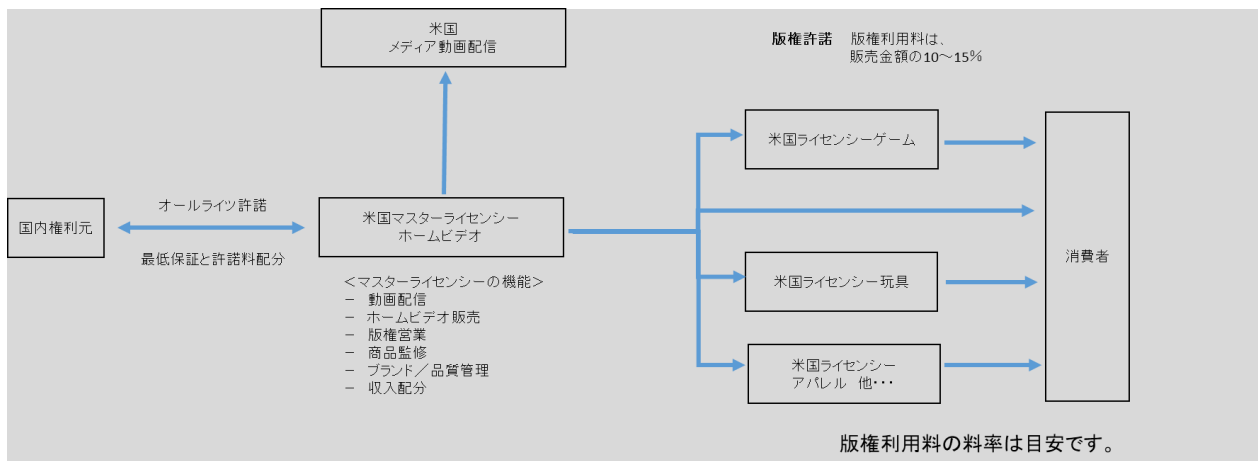 米国
メディア動画配信
版権許諾 版権利用料は、
販売金額の10～15％
米国ライセンシーゲーム
オールライツ許諾
国内権利元
米国マスターライセンシー
ホームビデオ
消費者
最低保証と許諾料配分
＜マスターライセンシーの機能＞
－ 動画配信
－ ホームビデオ販売
－ 版権営業
－ 商品監修
－ ブランド／品質管理
－ 収入配分
米国ライセンシー玩具
米国ライセンシー
アパレル 他・・・
版権利用料の料率は目安です。